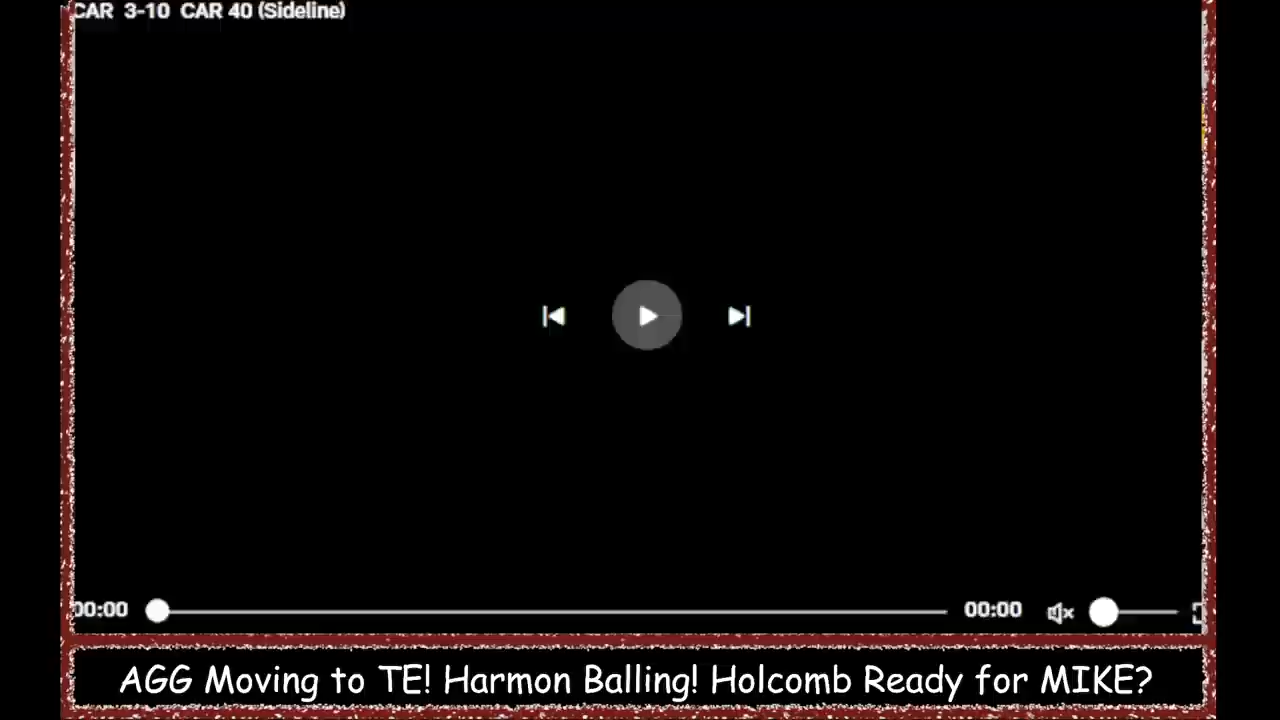 CAR 3-10 CAR 40 (Sideline)
00:00 00:00
AGG Moving to TE! Harmon Balling! Holcomb Ready for MIKE?